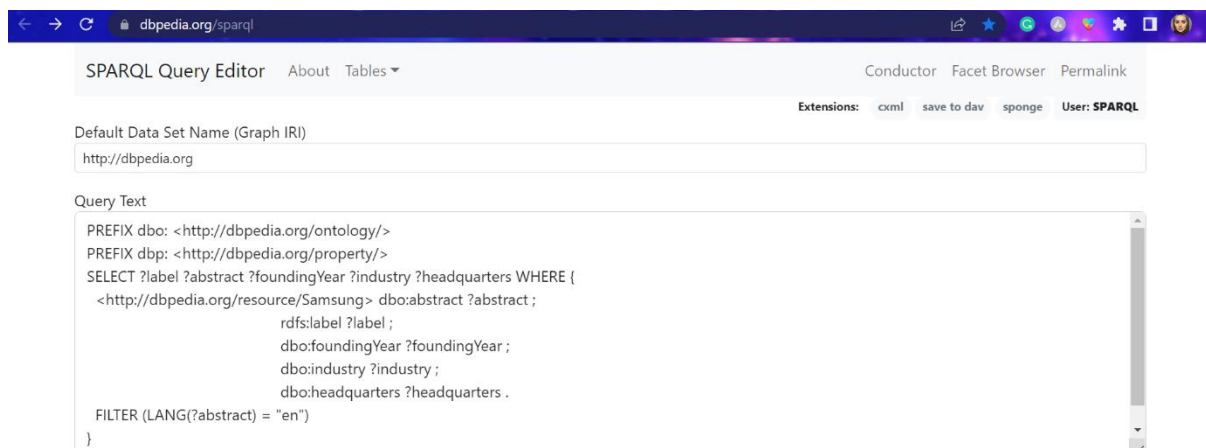 dbpedia.org/sparql
SPARQL Query Editor About Tables Conductor Facet Browser Permalink
Extensions: cxml save to dav sponge User: SPARQL
Default Data Set Name (Graph IRI)
http://dbpedia.org
Query Text
PREFIX dbo: <http://dbpedia.org/ontology/>
PREFIX dbp: <http://dbpedia.org/property/>
SELECT ?label ?abstract ?foundingYear ?industry ?headquarters WHERE {
<http://dbpedia.org/resource/Samsung> dbo:abstract ?abstract ;
rdfs:label ?label ;
dbo:foundingYear ?foundingYear ;
dbo:industry ?industry ;
dbo:headquarters ?headquarters .
FILTER (LANG(?abstract) = "en")
}